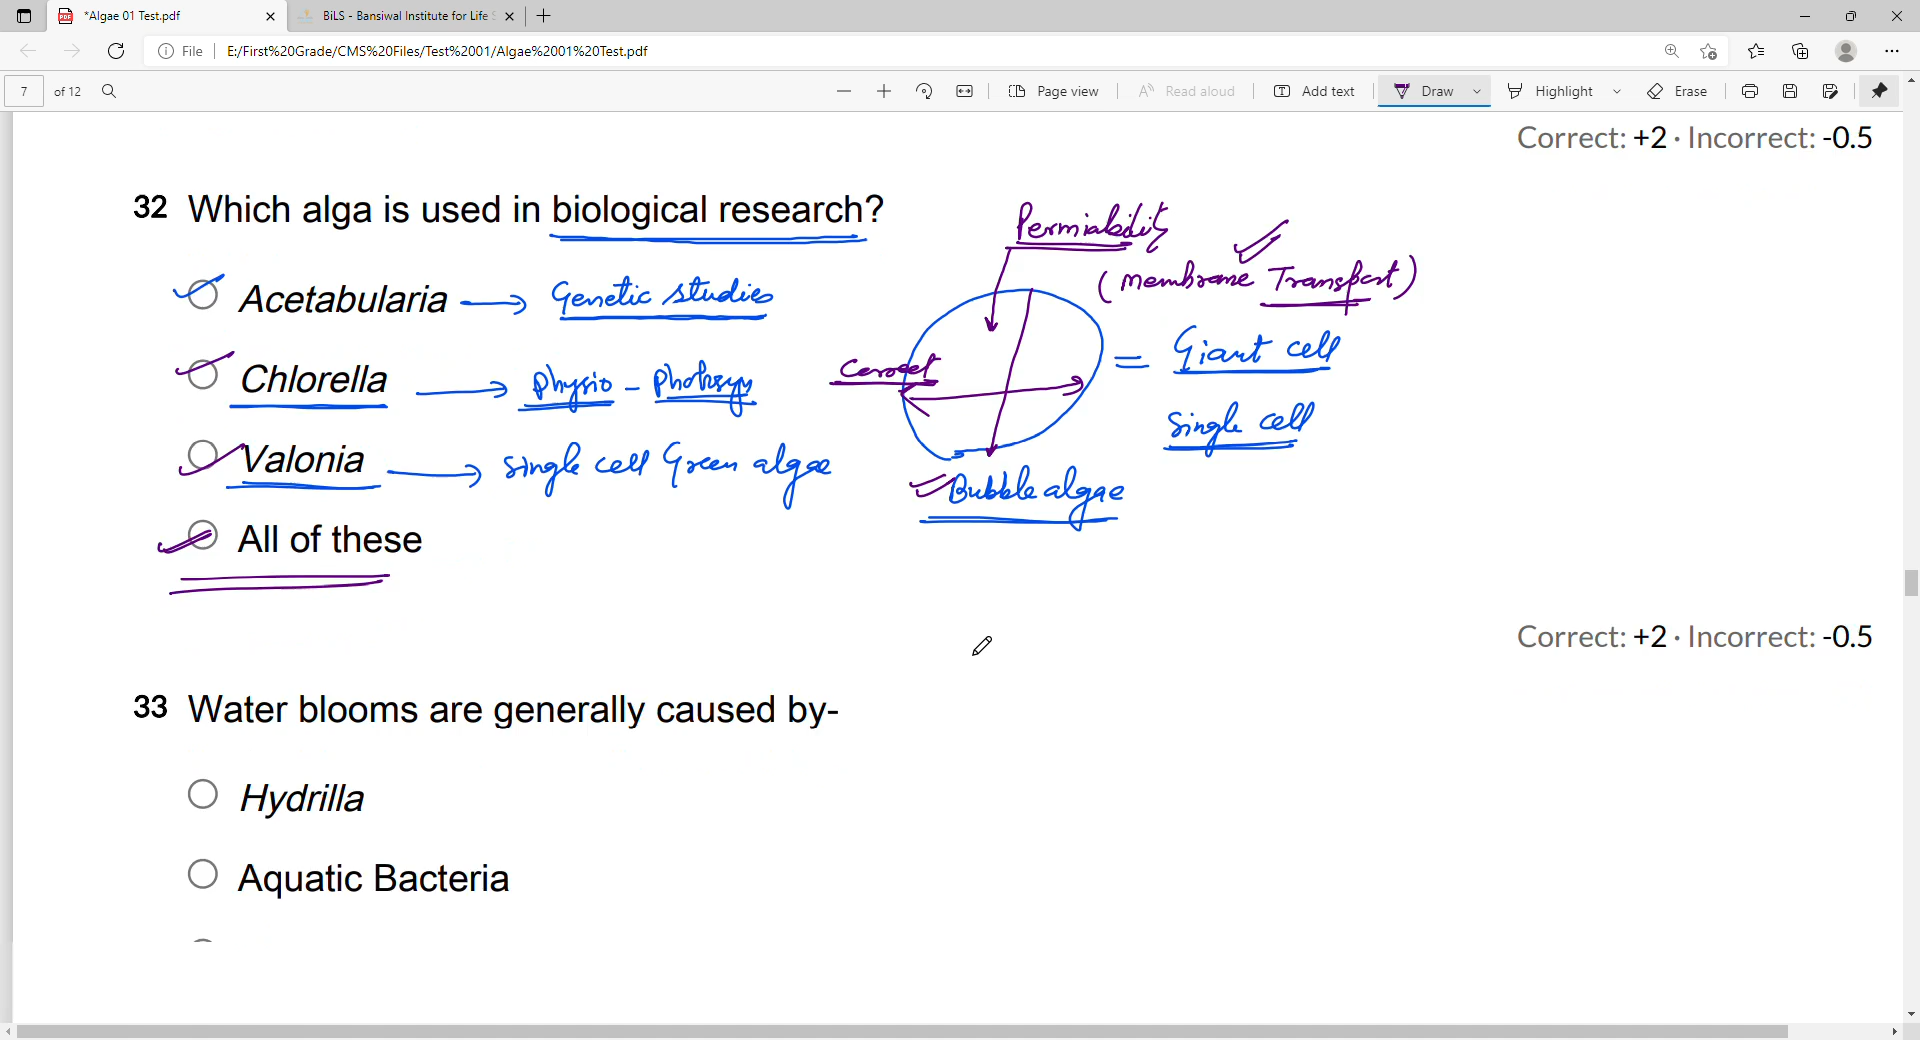 *Algae 01 Test.pdf
BiLS - Bansiwal Institute for Life S
File
E:/First%20Grade/CMS%20Files/Test%2001/Algae%2001%20Test.pdf
7 of 12
Page view
Read aloud
Add text
Draw
Highlight
Erase
Correct: +2 · Incorrect: -0.5
32 Which alga is used in biological research?
Permiability
(Membrane Transport)
Acetabularia → Genetic studies
= Giant cell
Chlorella → Physio - Photosyn
Single cell
Valonia → Single cell Green algae
Bubble algae
All of these
Correct: +2 · Incorrect: -0.5
33 Water blooms are generally caused by-
Hydrilla
Aquatic Bacteria